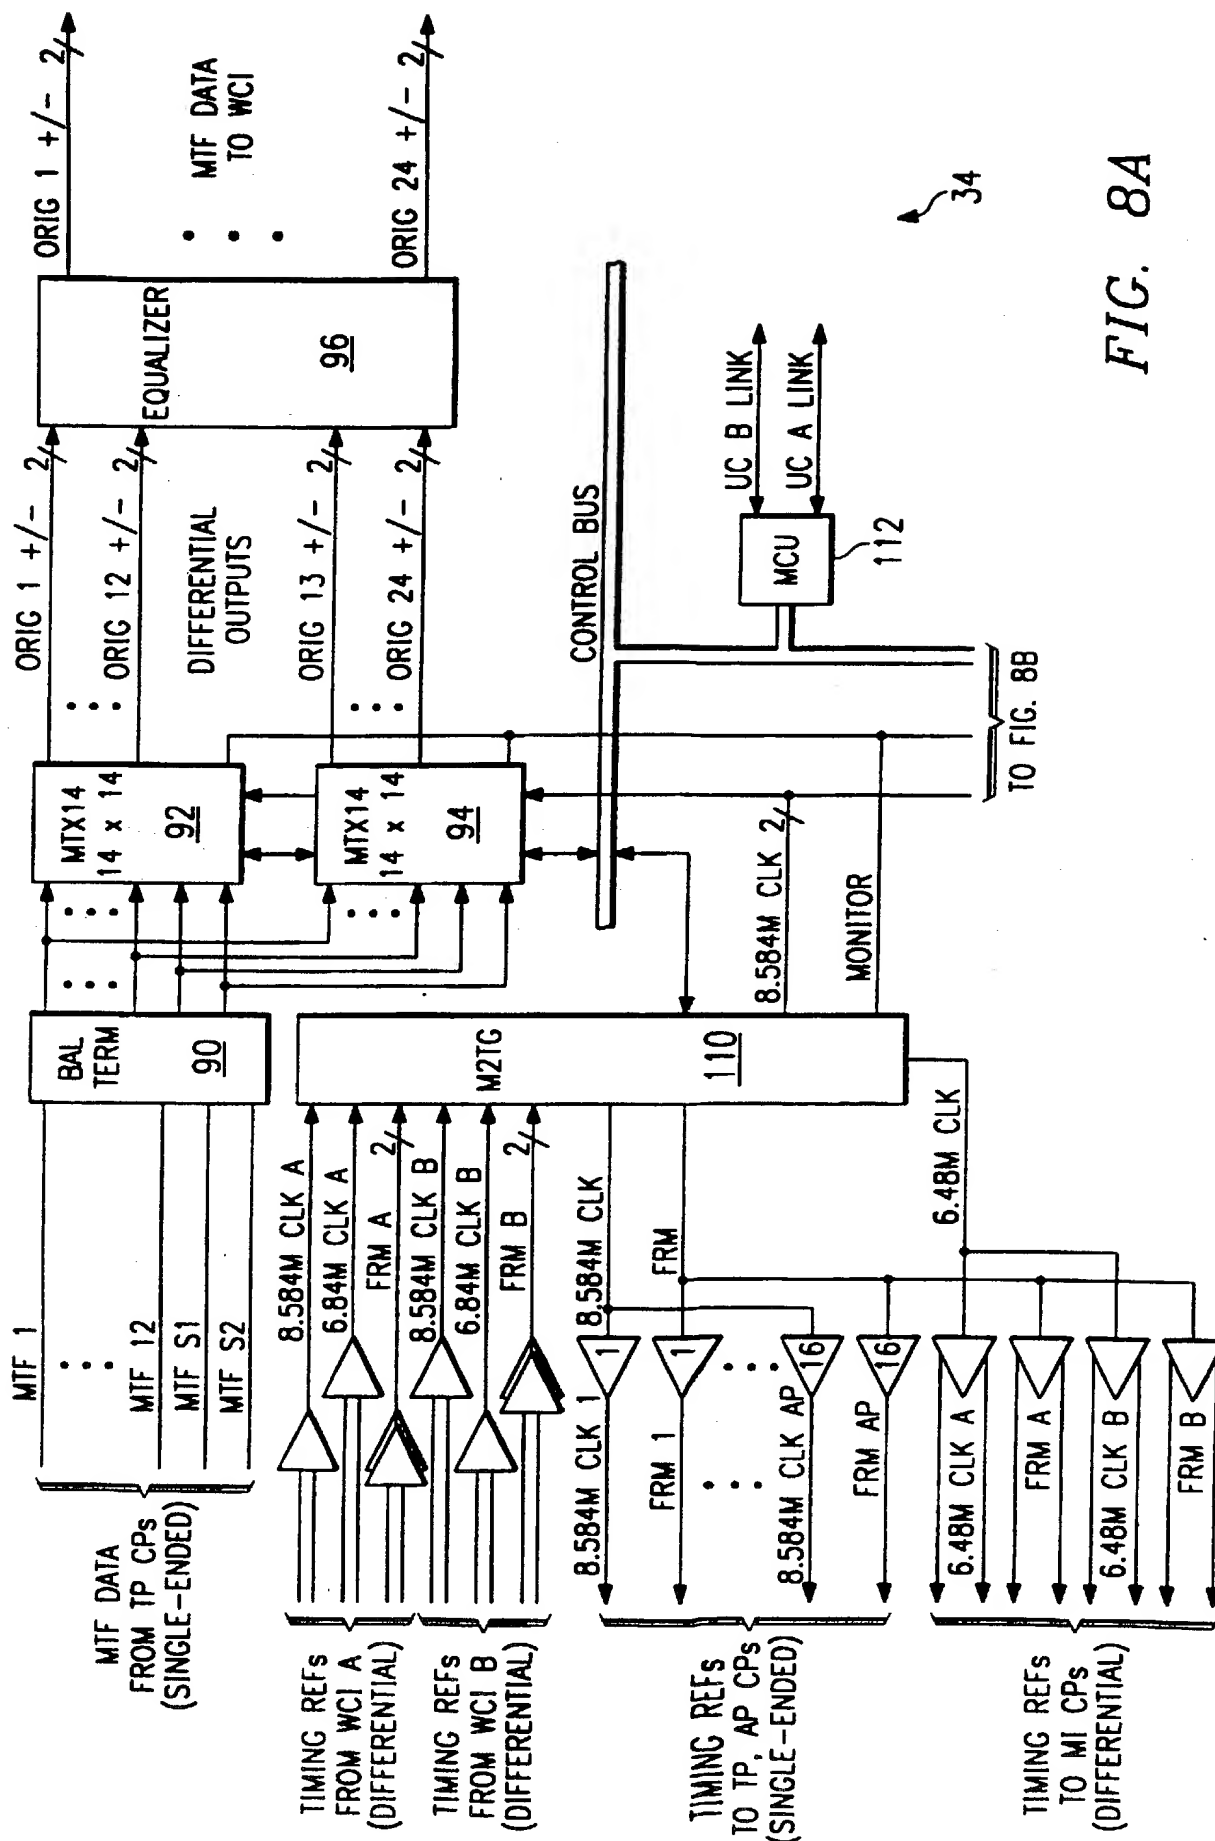 MTF DATA
FROM TP CPs
(SINGLE-ENDED)
MTF 1
MTF 12
MTF S1
MTF S2
BAL
TERM
90
MTX14
14 x 14
92
MTX14
14 x 14
94
ORIG 1 +/- 2
ORIG 12 +/- 2
DIFFERENTIAL
OUTPUTS
ORIG 13 +/- 2
ORIG 24 +/- 2
EQUALIZER
96
ORIG 1 +/- 2
MTF DATA
TO WCI
ORIG 24 +/- 2
TIMING REFs
FROM WCI A
(DIFFERENTIAL)
TIMING REFs
FROM WCI B
(DIFFERENTIAL)
8.584M CLK A
6.84M CLK A
FRM A
2
8.584M CLK B
6.84M CLK B
FRM B
2
M2TG
110
8.584M CLK 2
MONITOR
CONTROL BUS
MCU
112
UC B LINK
UC A LINK
TO FIG. 8B
34
TIMING REFs
TO TP, AP CPs
(SINGLE-ENDED)
8.584M CLK 1
1
8.584M CLK
FRM 1
1
FRM
8.584M CLK AP
16
FRM AP
16
6.48M CLK
TIMING REFs
TO MI CPs
(DIFFERENTIAL)
6.48M CLK A
FRM A
6.48M CLK B
FRM B
FIG. 8A